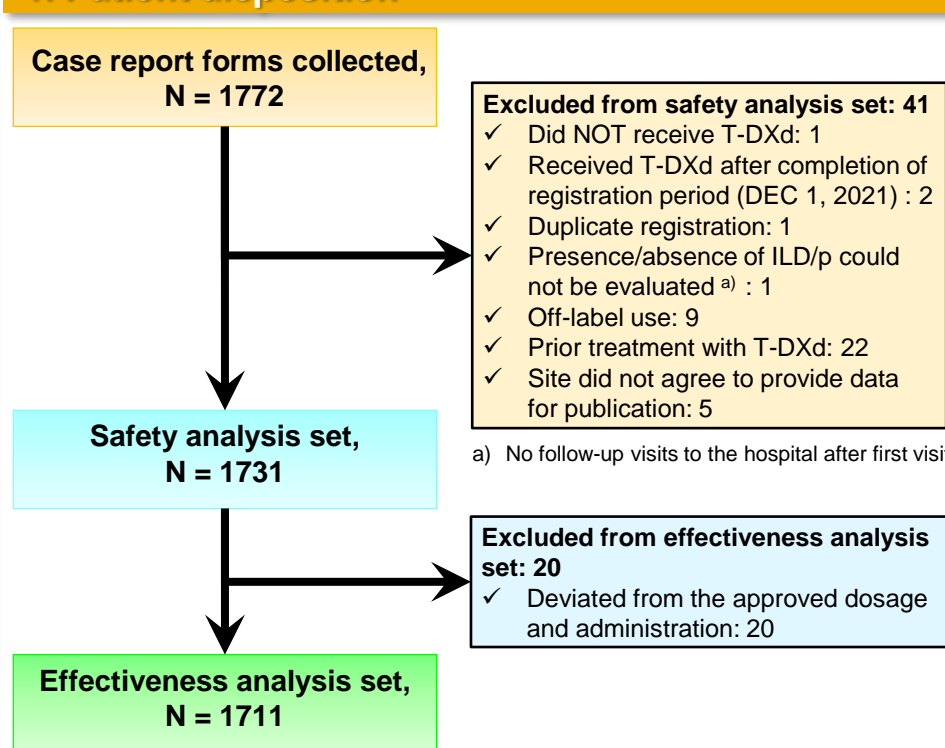 Case report forms collected,
N = 1772
Excluded from safety analysis set: 41
✓ Did NOT receive T-DXd: 1
✓ Received T-DXd after completion of
registration period (DEC 1, 2021) : 2
✓ Duplicate registration: 1
✓ Presence/absence of ILD/p could
not be evaluated a) : 1
✓ Off-label use: 9
✓ Prior treatment with T-DXd: 22
✓ Site did not agree to provide data
for publication: 5
Safety analysis set,
N = 1731
a) No follow-up visits to the hospital after first visit
Excluded from effectiveness analysis
set: 20
✓ Deviated from the approved dosage
and administration: 20
Effectiveness analysis set,
N = 1711